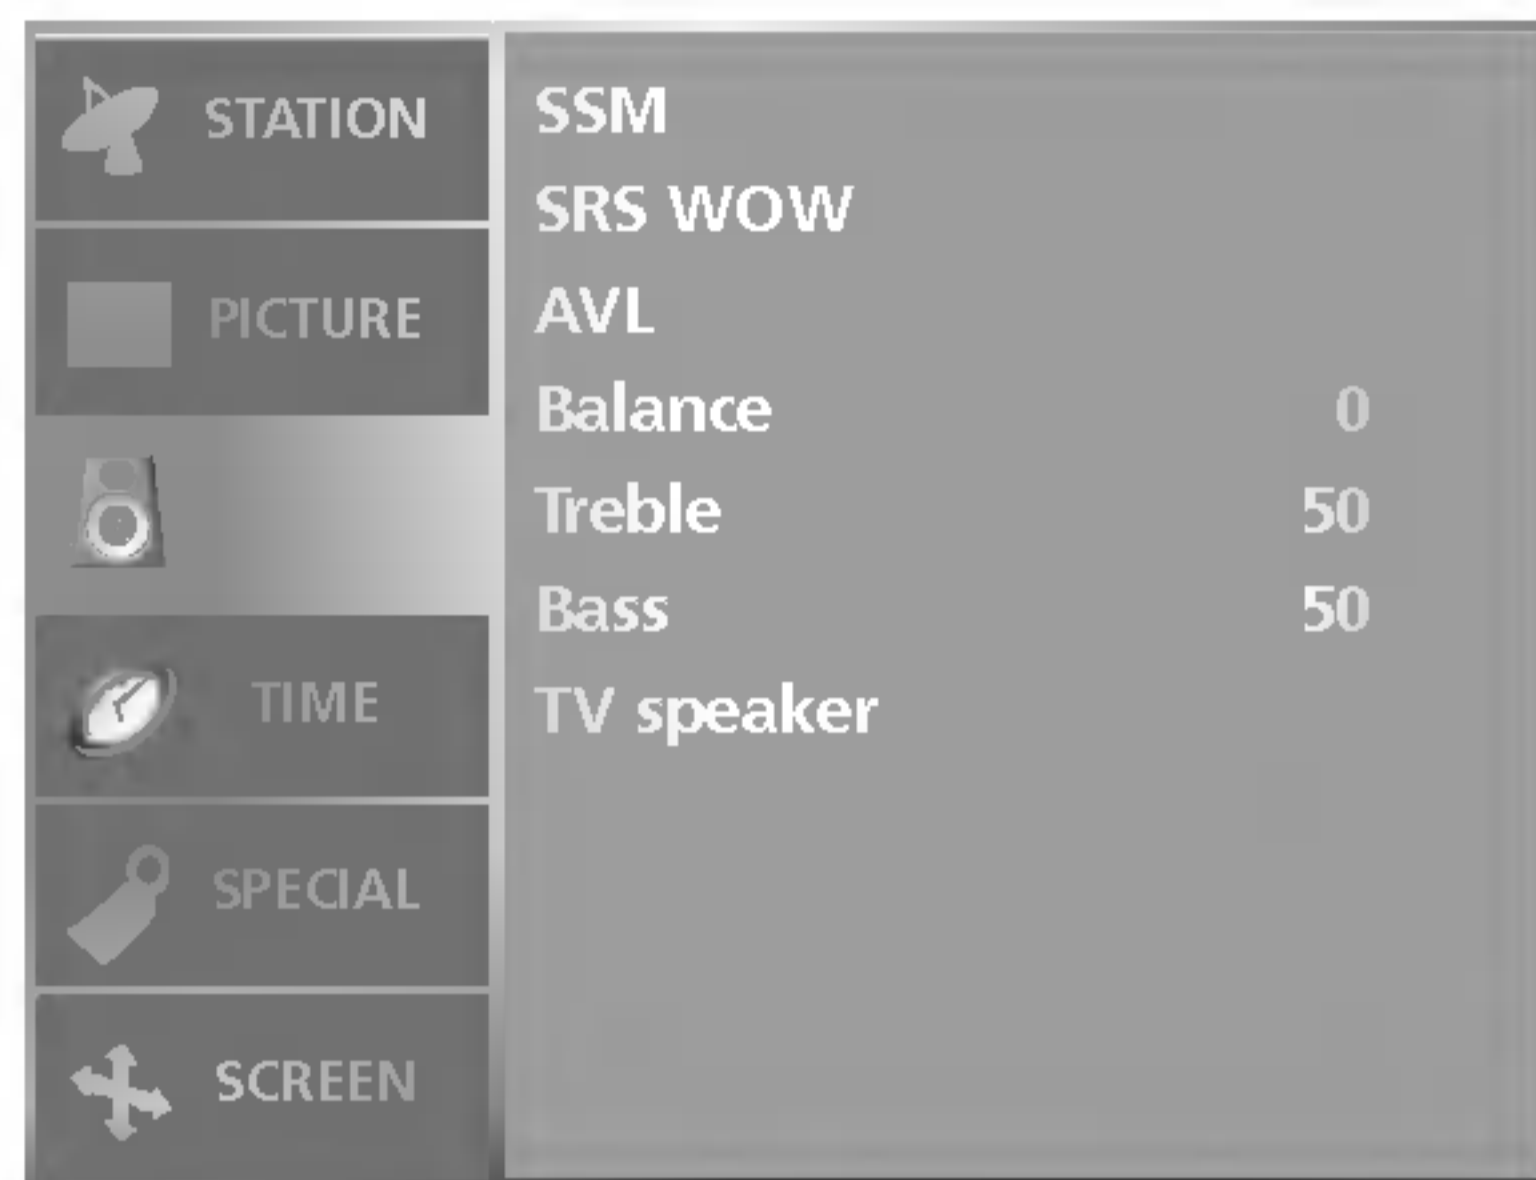 STATION
PICTURE
TIME
SPECIAL
SCREEN
SSM
SRS WOW
AVL
Balance 0
Treble 50
Bass 50
TV speaker